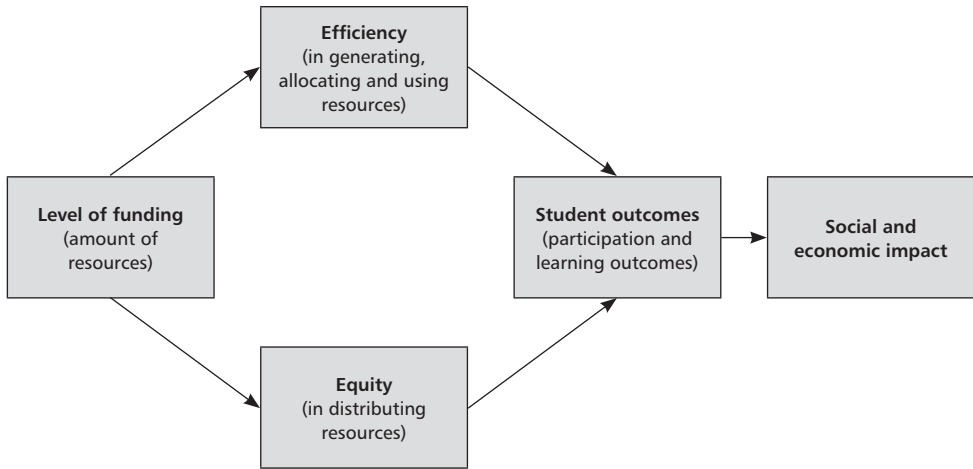 Efficiency
(in generating,
allocating and using
resources)
Level of funding
(amount of
resources)
Student outcomes
(participation and
learning outcomes)
Social and
economic impact
Equity
(in distributing
resources)